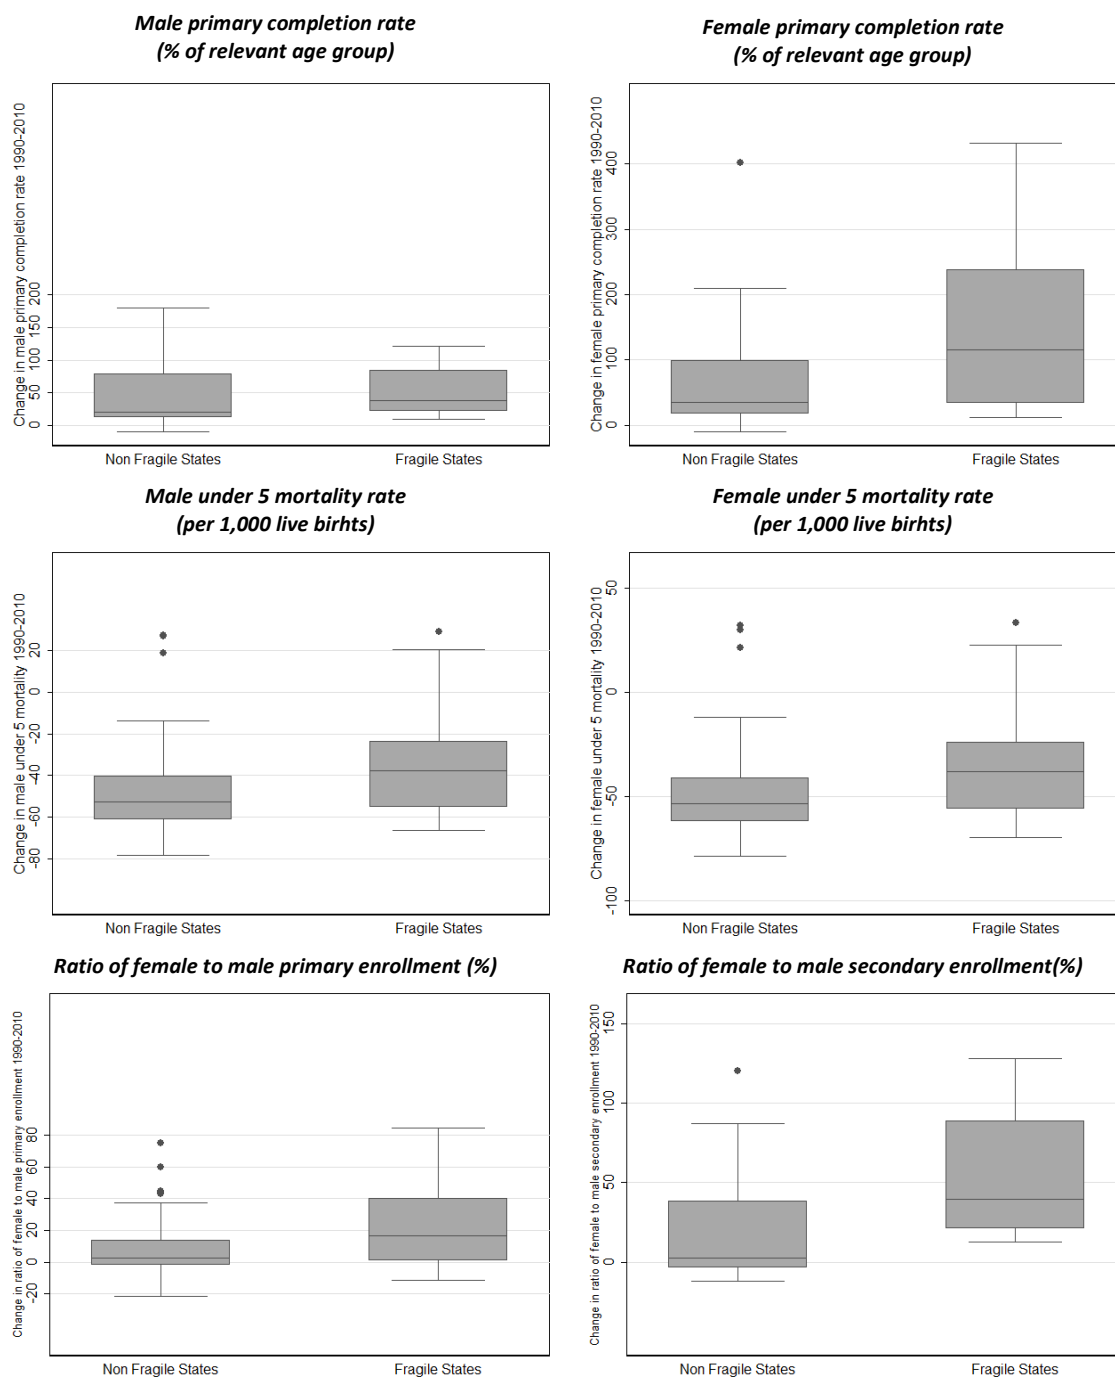 Male primary completion rate
(% of relevant age group)
Change in male primary completion rate 1990-2010
200
150
100
50
0
Non Fragile States
Fragile States
Female primary completion rate
(% of relevant age group)
Change in female primary completion rate 1990-2010
400
300
200
100
0
Non Fragile States
Fragile States
Male under 5 mortality rate
(per 1,000 live birhts)
Change in male under 5 mortality 1990-2010
20
0
-20
-40
-60
-80
Non Fragile States
Fragile States
Female under 5 mortality rate
(per 1,000 live birhts)
Change in female under 5 mortality 1990-2010
50
0
-50
-100
Non Fragile States
Fragile States
Ratio of female to male primary enrollment (%)
Change in ratio of female to male primary enrollment 1990-2010
80
60
40
20
0
-20
Non Fragile States
Fragile States
Ratio of female to male secondary enrollment(%)
Change in ratio of female to male secondary enrollment 1990-2010
150
100
50
0
Non Fragile States
Fragile States